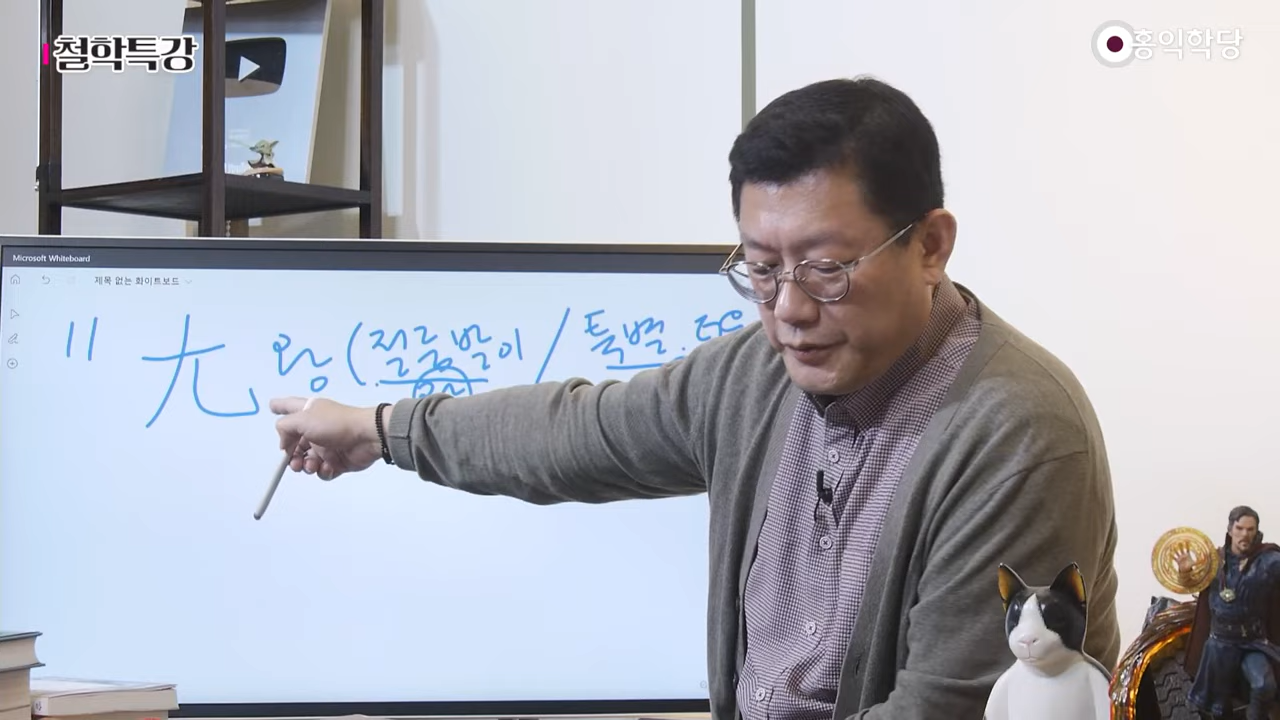 철학특강
홍익학당
Microsoft Whiteboard
제목 없는 화이트보드
" 尢 왕 (절름발이 / 특별